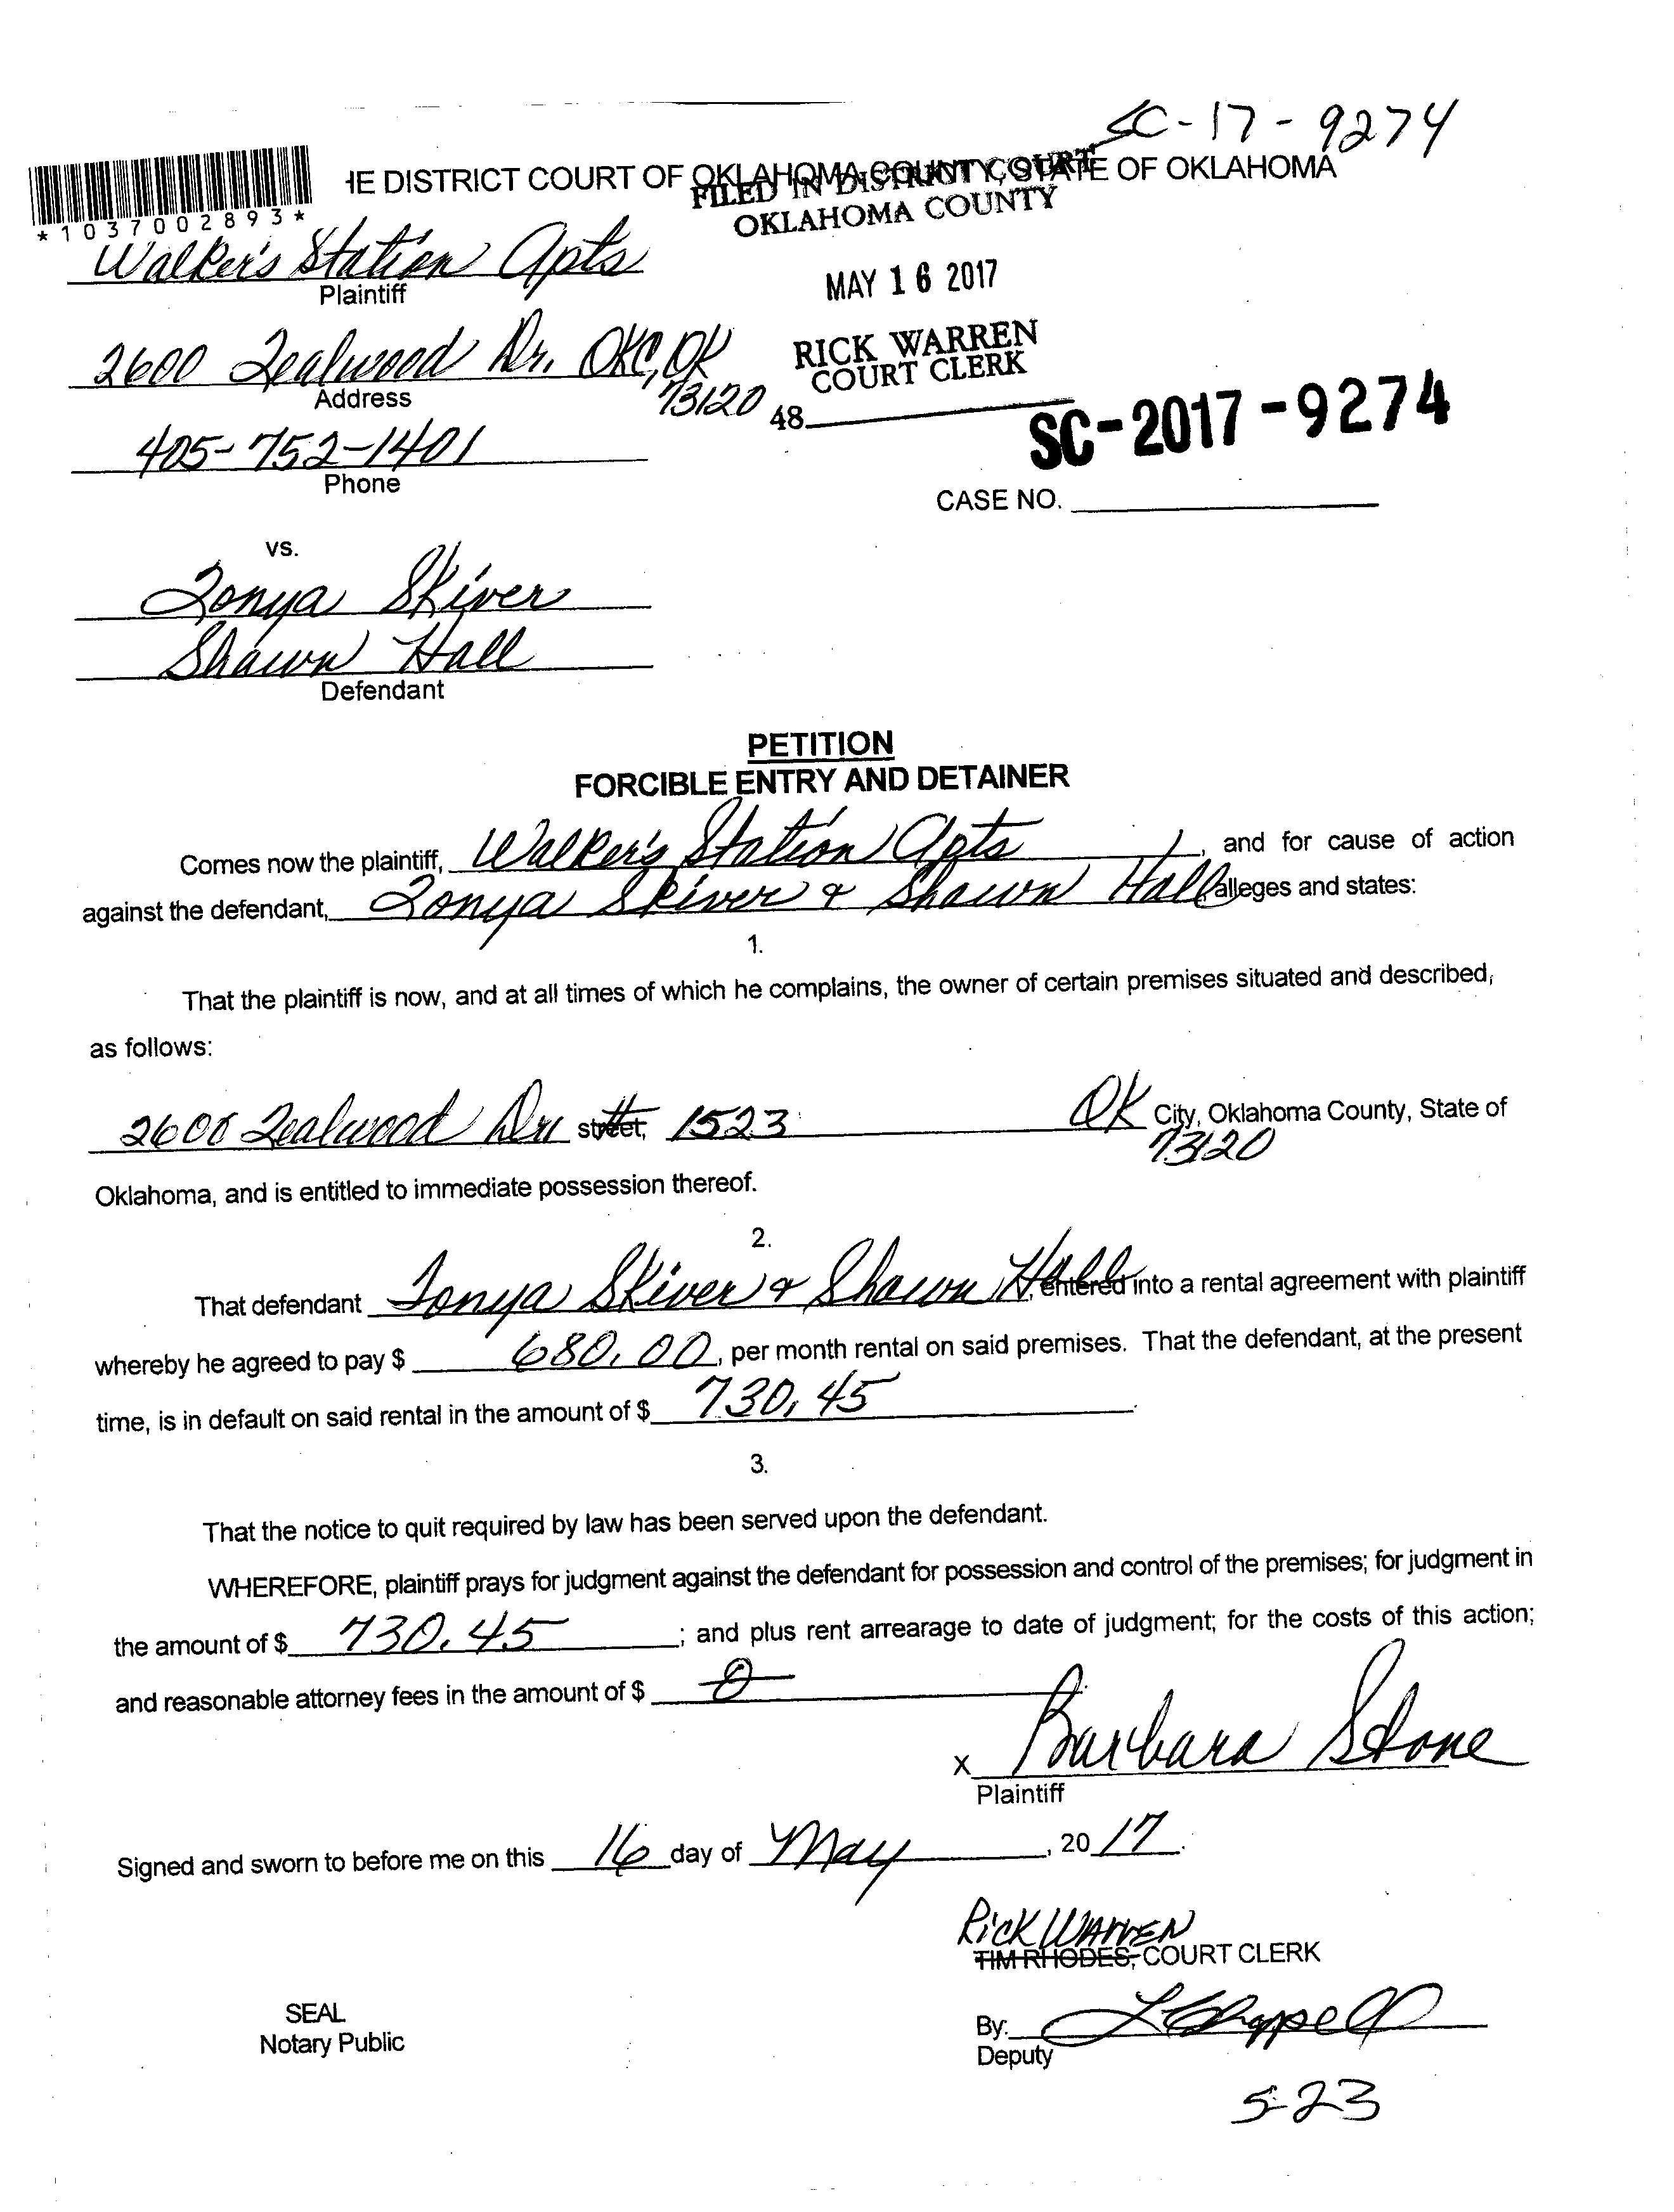 SC-17-9274
HE DISTRICT COURT OF OKLAHOMA COUNTY, STATE OF OKLAHOMA
FILED IN DISTRICT COURT
OKLAHOMA COUNTY
*1037002893*
Walker's Station Apts
Plaintiff
MAY 16 2017
2600 Tealwood Dr. OKC, OK
73120
Address
RICK WARREN
COURT CLERK
48
SC-2017-9274
405-752-1401
Phone
CASE NO.
vs.
Tonya Skiver
Shawn Hall
Defendant
PETITION
FORCIBLE ENTRY AND DETAINER
Comes now the plaintiff, Walker's Station Apts, and for cause of action
against the defendant, Tonya Skiver & Shawn Hall, alleges and states:
1.
That the plaintiff is now, and at all times of which he complains, the owner of certain premises situated and described,
as follows:
2600 Tealwood Dr street, # 1523 OK City, Oklahoma County, State of
73120
Oklahoma, and is entitled to immediate possession thereof.
2.
That defendant Tonya Skiver & Shawn Hall, entered into a rental agreement with plaintiff
whereby he agreed to pay $ 680.00, per month rental on said premises. That the defendant, at the present
time, is in default on said rental in the amount of $ 730.45.
3.
That the notice to quit required by law has been served upon the defendant.
WHEREFORE, plaintiff prays for judgment against the defendant for possession and control of the premises; for judgment in
the amount of $ 730.45; and plus rent arrearage to date of judgment; for the costs of this action;
and reasonable attorney fees in the amount of $ 0
x Barbara Stone
Plaintiff
Signed and sworn to before me on this 16 day of May, 2017.
Rick Warren
TIM RHODES, COURT CLERK
SEAL
Notary Public
By: L Chappell
Deputy
5-23